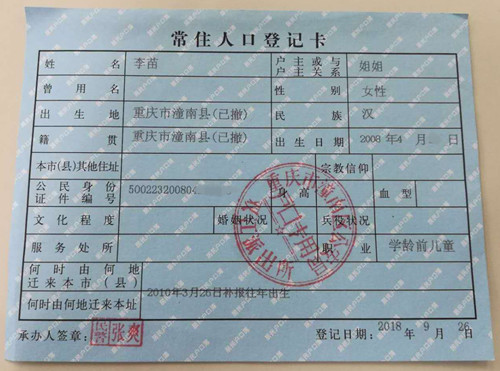 常住人口登记卡
姓名 李苗 户主或与户主关系 姐姐
曾用名 性别 女性
出生地 重庆市潼南县(已撤) 民族 汉
籍贯 重庆市潼南县(已撤) 出生日期 2008年4月
本市(县)其他住址 宗教信仰
公民身份证件编号 50022320080 身高 血型
文化程度 婚姻状况 兵役状况
服务处所 职业 学龄前儿童
何时由何地迁来本市(县)
何时由何地迁来本址 2016年3月26日补报往年出生
承办人签章: 民警 张爽 登记日期: 2018年9月26日